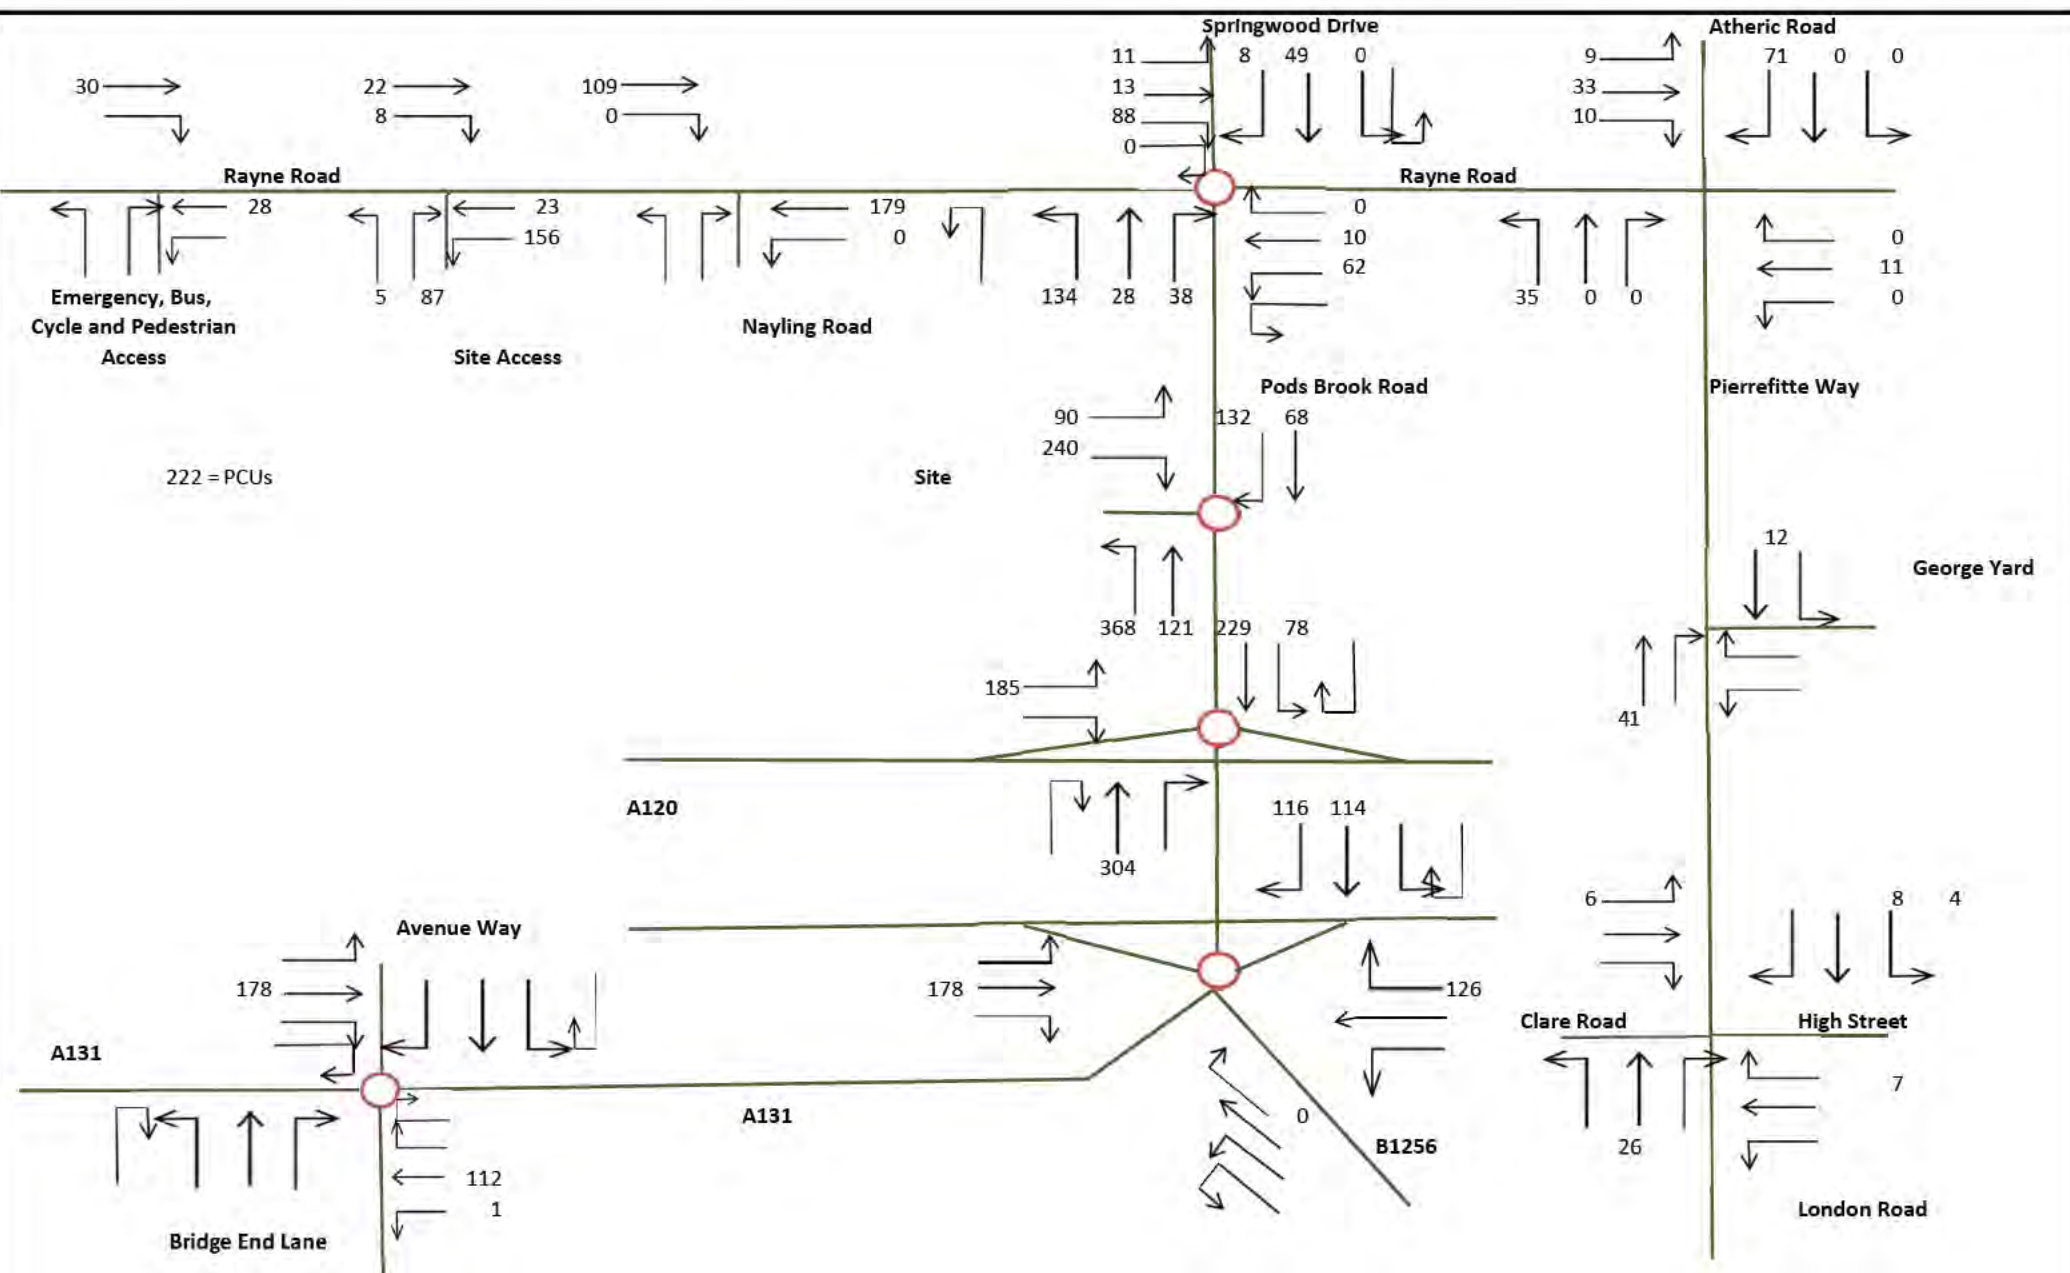 Springwood Drive
Atheric Road
11
8
49
0
9
71
0
0
30
22
109
13
33
8
0
88
10
0
Rayne Road
Rayne Road
28
23
179
0
156
0
10
0
62
11
5
87
134
28
38
35
0
0
0
Emergency, Bus,
Cycle and Pedestrian
Access
Site Access
Nayling Road
Pods Brook Road
Pierrefitte Way
90
132
68
240
222 = PCUs
Site
12
George Yard
368
121
229
78
185
41
A120
116
114
304
6
8
4
Avenue Way
178
178
126
Clare Road
High Street
A131
7
A131
0
B1256
26
112
1
London Road
Bridge End Lane